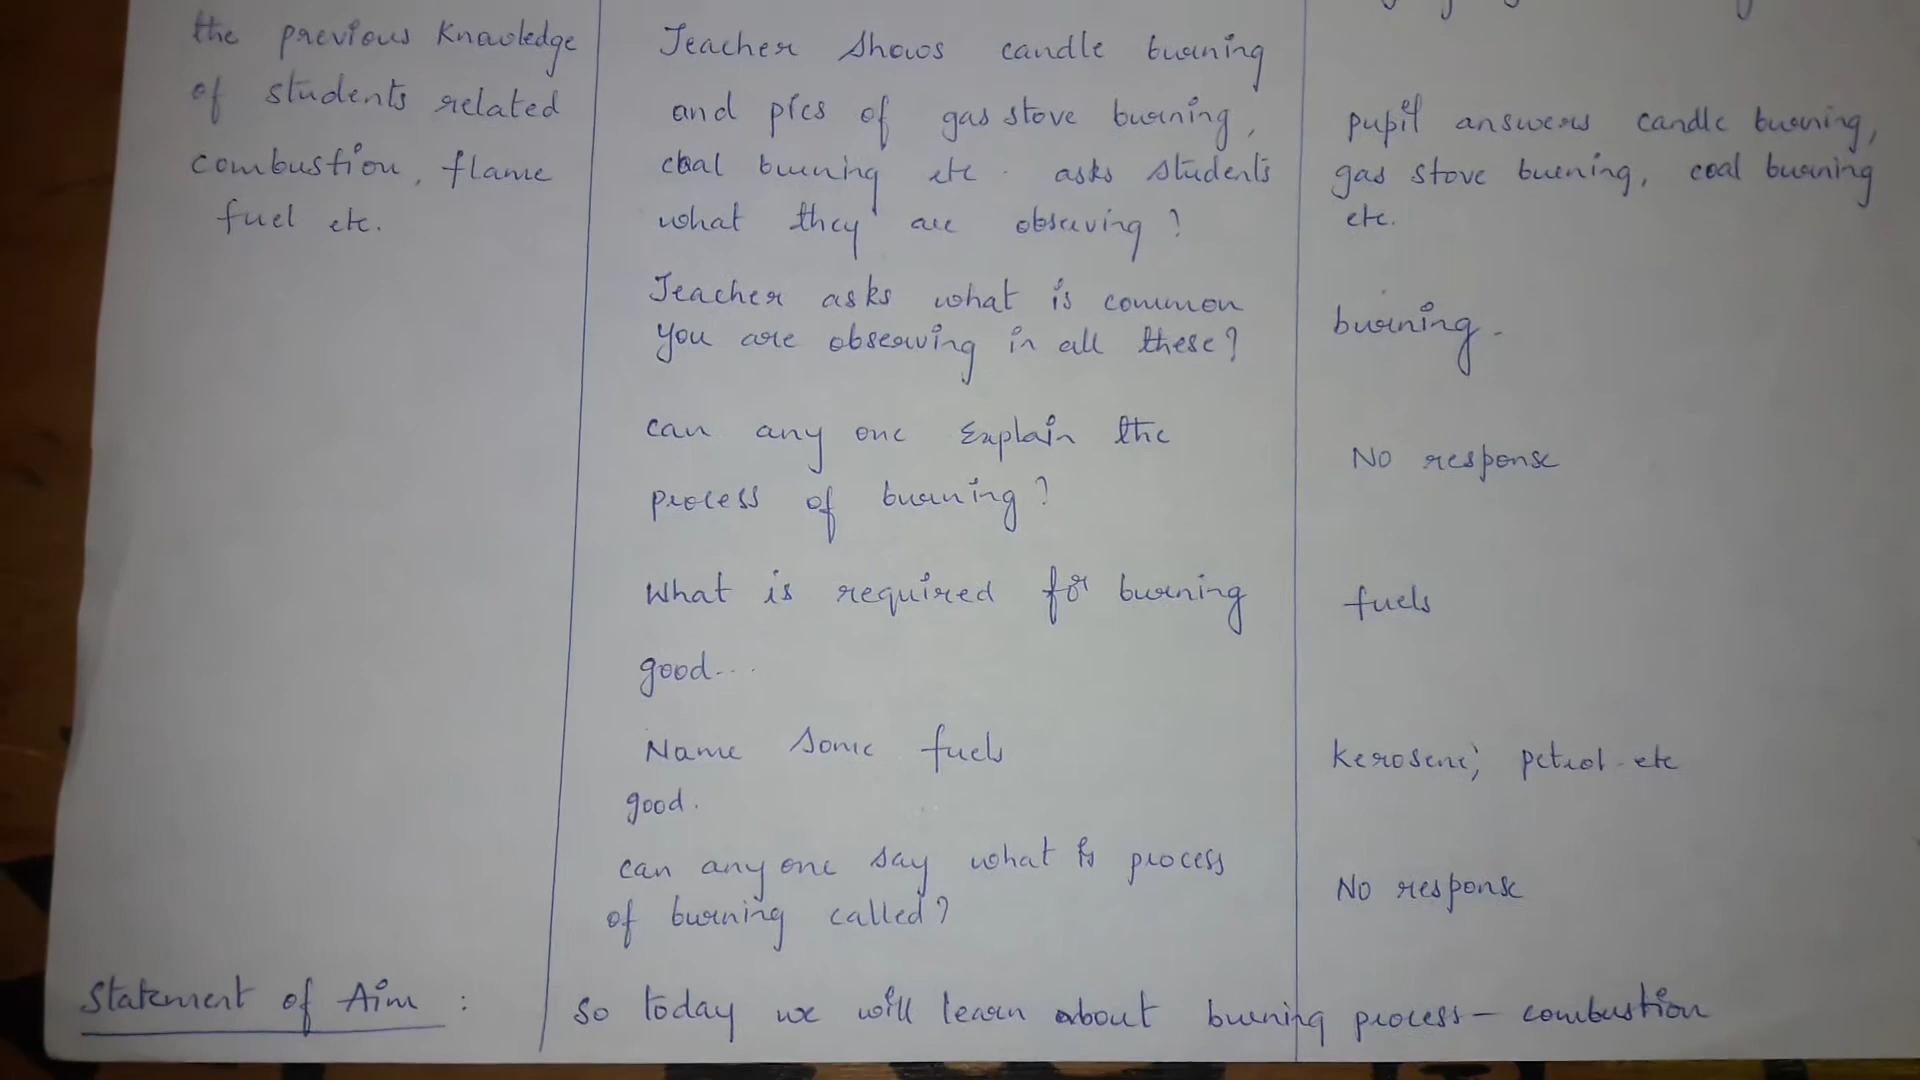 the previous knowledge
of students related
combustion, flame
fuel etc.
Teacher shows candle burning
and pics of gas stove burning,
coal burning etc. asks students
what they are observing?
pupil answers candle burning,
gas stove burning, coal burning
etc.
Teacher asks what is common
you are observing in all these?
burning.
can any one Explain the
process of burning?
No response
What is required for burning
fuels
good....
Name some fuels
kerosene, petrol etc
good.
can any one say what is process
of burning called?
No response
Statement of Aim :
so today we will learn about burning process - combustion